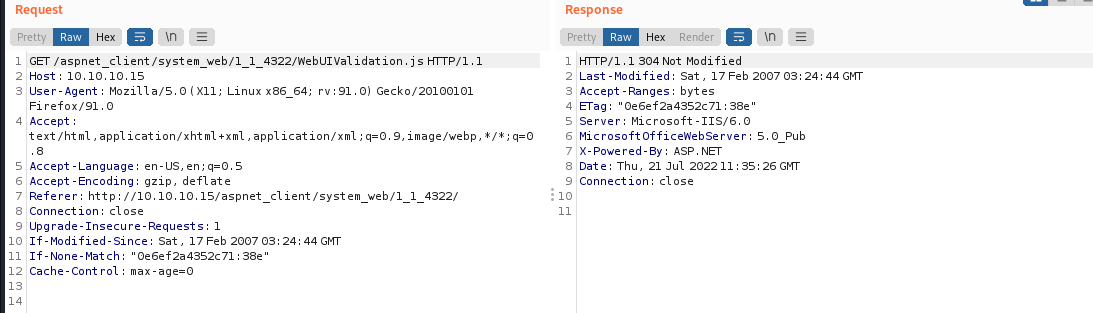 Request
Pretty Raw Hex \n
1 GET /aspnet_client/system_web/1_1_4322/WebUIValidation.js HTTP/1.1
2 Host: 10.10.10.15
3 User-Agent: Mozilla/5.0 (X11; Linux x86_64; rv:91.0) Gecko/20100101
Firefox/91.0
4 Accept:
text/html,application/xhtml+xml,application/xml;q=0.9,image/webp,*/*;q=0
.8
5 Accept-Language: en-US,en;q=0.5
6 Accept-Encoding: gzip, deflate
7 Referer: http://10.10.10.15/aspnet_client/system_web/1_1_4322/
8 Connection: close
9 Upgrade-Insecure-Requests: 1
10 If-Modified-Since: Sat, 17 Feb 2007 03:24:44 GMT
11 If-None-Match: "0e6ef2a4352c71:38e"
12 Cache-Control: max-age=0
13
14
Response
Pretty Raw Hex Render \n
1 HTTP/1.1 304 Not Modified
2 Last-Modified: Sat, 17 Feb 2007 03:24:44 GMT
3 Accept-Ranges: bytes
4 ETag: "0e6ef2a4352c71:38e"
5 Server: Microsoft-IIS/6.0
6 MicrosoftOfficeWebServer: 5.0_Pub
7 X-Powered-By: ASP.NET
8 Date: Thu, 21 Jul 2022 11:35:26 GMT
9 Connection: close
10
11